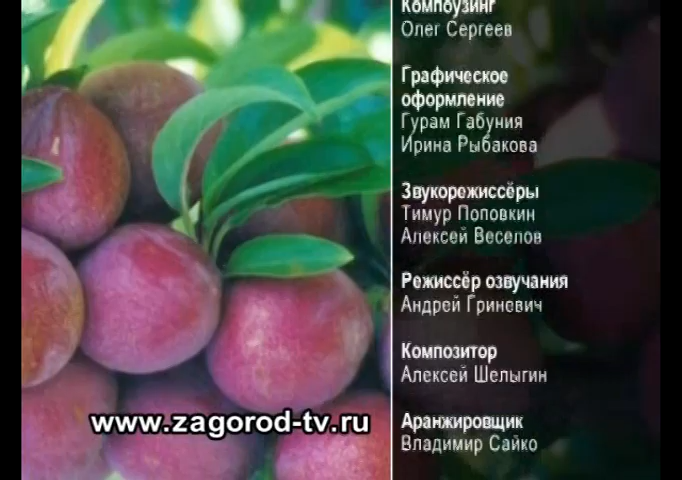 Компоузинг
Олег Сергеев
Графическое
оформление
Гурам Габуния
Ирина Рыбакова
Звукорежиссёры
Тимур Поповкин
Алексей Веселов
Режиссёр озвучания
Андрей Гриневич
Композитор
Алексей Шелыгин
Аранжировщик
Владимир Сайко
www.zagorod-tv.ru